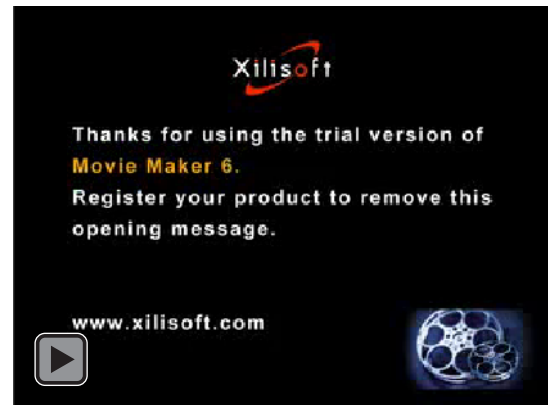 Xilisoft
Thanks for using the trial version of
Movie Maker 6.
Register your product to remove this
opening message.
www.xilisoft.com